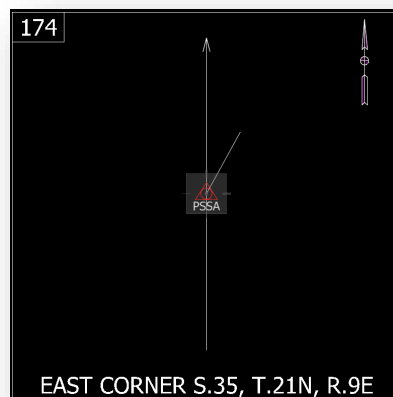 174
PSSA
EAST CORNER S.35, T.21N, R.9E